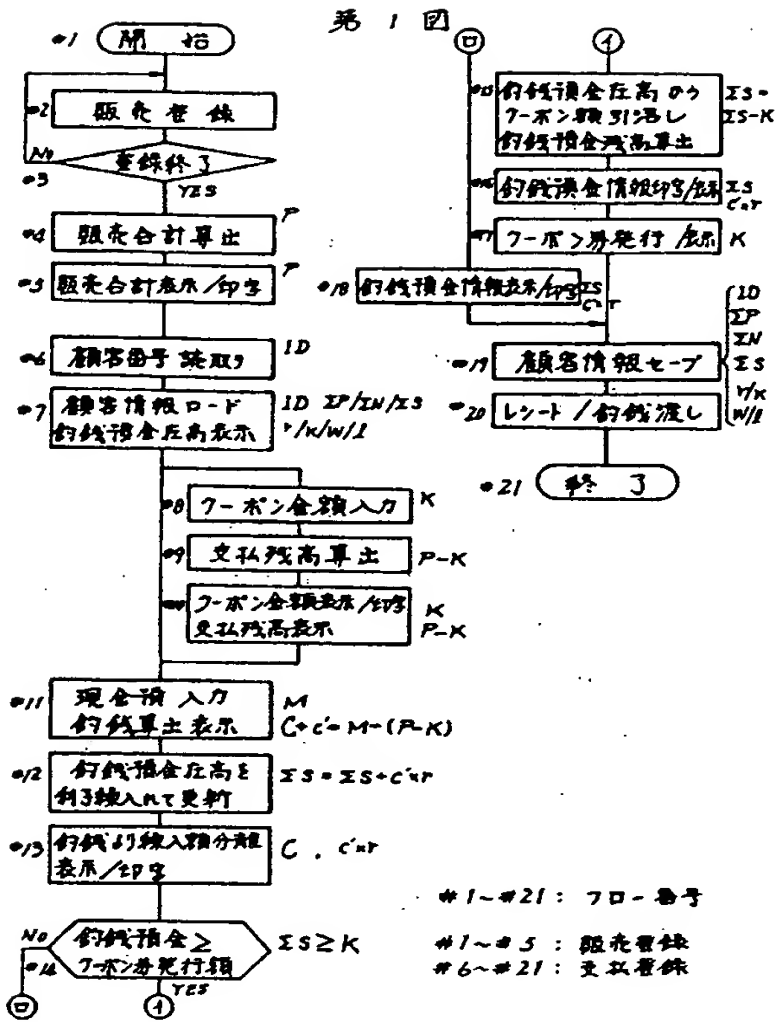 第 1 図
#1 開 始
#2 販売登録
No
#3 登録終了
YES
#4 販売合計算出 P
#5 販売合計表示/印字 P
#6 顧客番号読取り ID
#7 顧客情報ロード ID ΣP/ΣN/ΣS
釣銭預金在高表示 r/K/W/l
#8 クーポン金額入力 K
#9 支払残高算出 P-K
クーポン金額表示/印字 K
支払残高表示 P-K
#11 現金預入力 M
釣銭算出表示 C+c'=M-(P-K)
#12 釣銭預金在高を
利子繰入れて更新 ΣS=ΣS+c'×r
#13 釣銭より繰入額分離 C, c'×r
表示/印字
No
#14 釣銭預金≥ ΣS≥K
クーポン券発行額
YES
ロ イ
ロ イ
#15 釣銭預金在高のうち ΣS=
クーポン額引落し ΣS-K
釣銭預金残高算出
#16 釣銭預金情報印字/表示 ΣS
c'×r
#17 クーポン券発行/表示 K
#18 釣銭預金情報表示/印字 ΣS
c'×r
#19 顧客情報セーブ
ID
ΣP
ΣN
ΣS
r/K
W/l
#20 レシート/釣銭渡し
#21 終 了
#1~#21: フロー番号
#1~#5: 販売登録
#6~#21: 支払登録